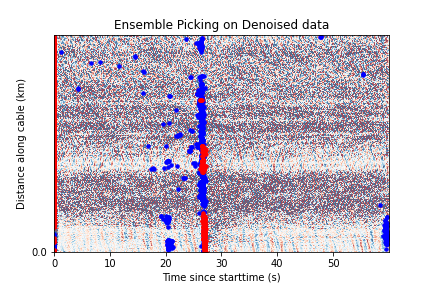 Ensemble Picking on Denoised data
Distance along cable (km)
0.0
0 10 20 30 40 50
Time since starttime (s)